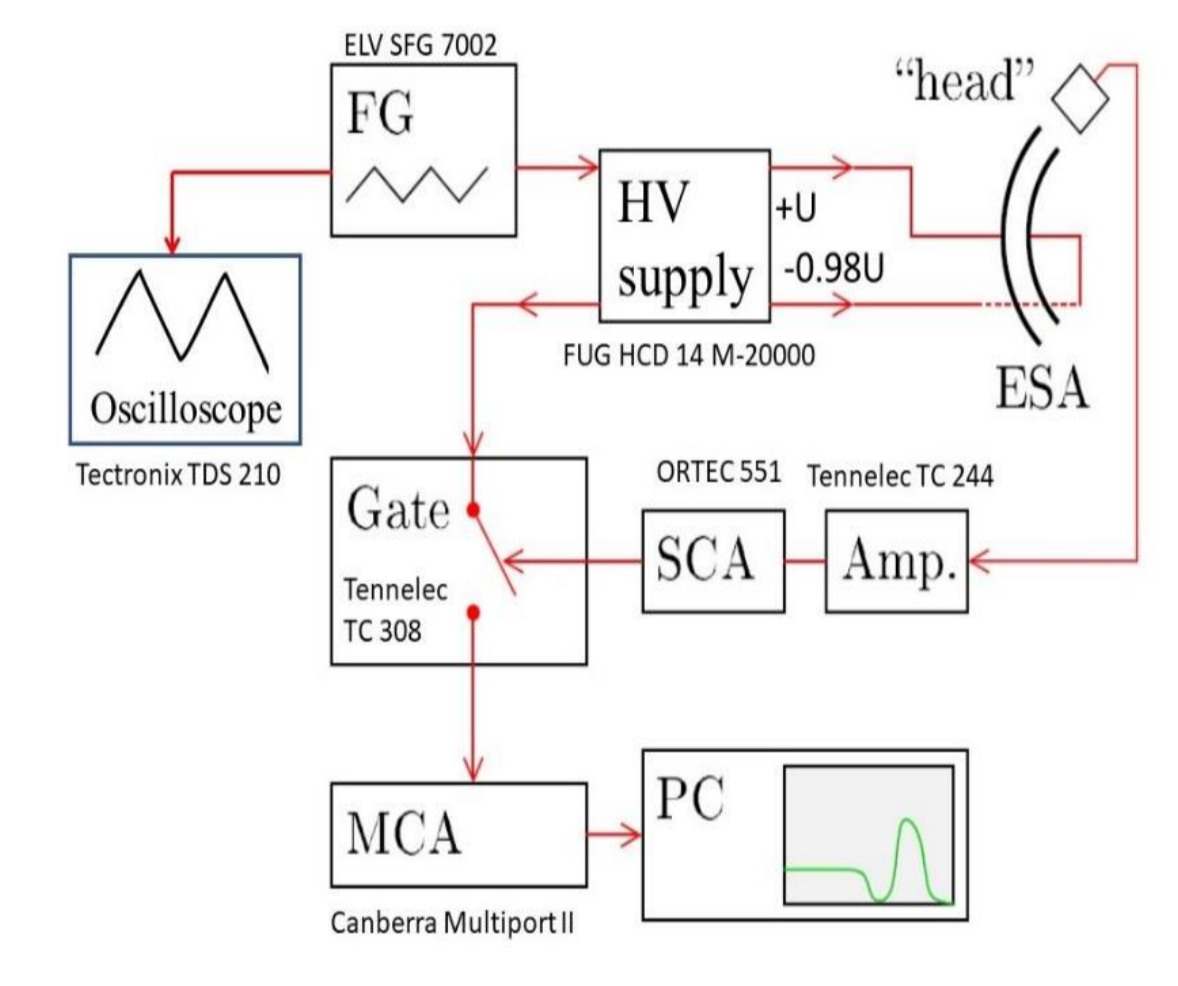 ELV SFG 7002
FG
“head”
HV
supply
+U
-0.98U
FUG HCD 14 M-20000
ESA
Oscilloscope
Tectronix TDS 210
Gate
Tennelec
TC 308
ORTEC 551
SCA
Tennelec TC 244
Amp.
MCA
Canberra Multiport II
PC